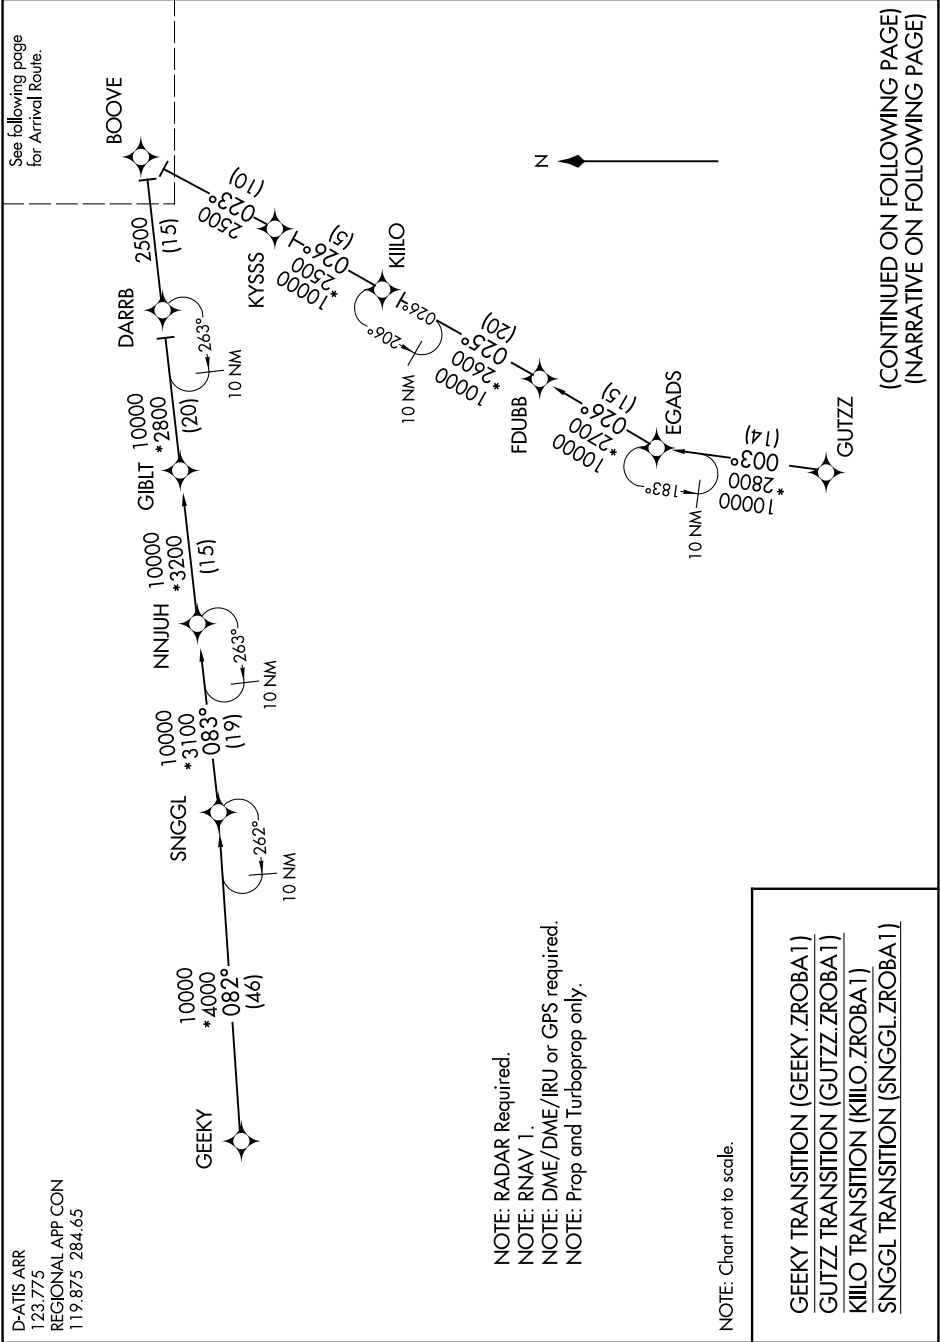 D-ATIS ARR
123.775
REGIONAL APP CON
119.875 284.65
See following page
for Arrival Route.
GEEKY
10000
*4000
082°
(46)
SNGGL
262°
10 NM
10000
*3100
083°
(19)
NNJUH
263°
10 NM
10000
*3200
(15)
GIBLT
10000
*2800
(20)
DARRB
263°
10 NM
2500
(15)
BOOVE
2500
023°
(10)
KYSSS
10000
*2500
026°
(5)
KIILO
206°
026°
10 NM
10000
*2600
025°
(20)
FDUBB
10000
*2700
026°
(15)
EGADS
183°
10 NM
10000
*2800
003°
(14)
GUTZZ
N
NOTE: RADAR Required.
NOTE: RNAV 1.
NOTE: DME/DME/IRU or GPS required.
NOTE: Prop and Turboprop only.
NOTE: Chart not to scale.
GEEKY TRANSITION (GEEKY.ZROBA1)
GUTZZ TRANSITION (GUTZZ.ZROBA1)
KIILO TRANSITION (KIILO.ZROBA1)
SNGGL TRANSITION (SNGGL.ZROBA1)
(CONTINUED ON FOLLOWING PAGE)
(NARRATIVE ON FOLLOWING PAGE)